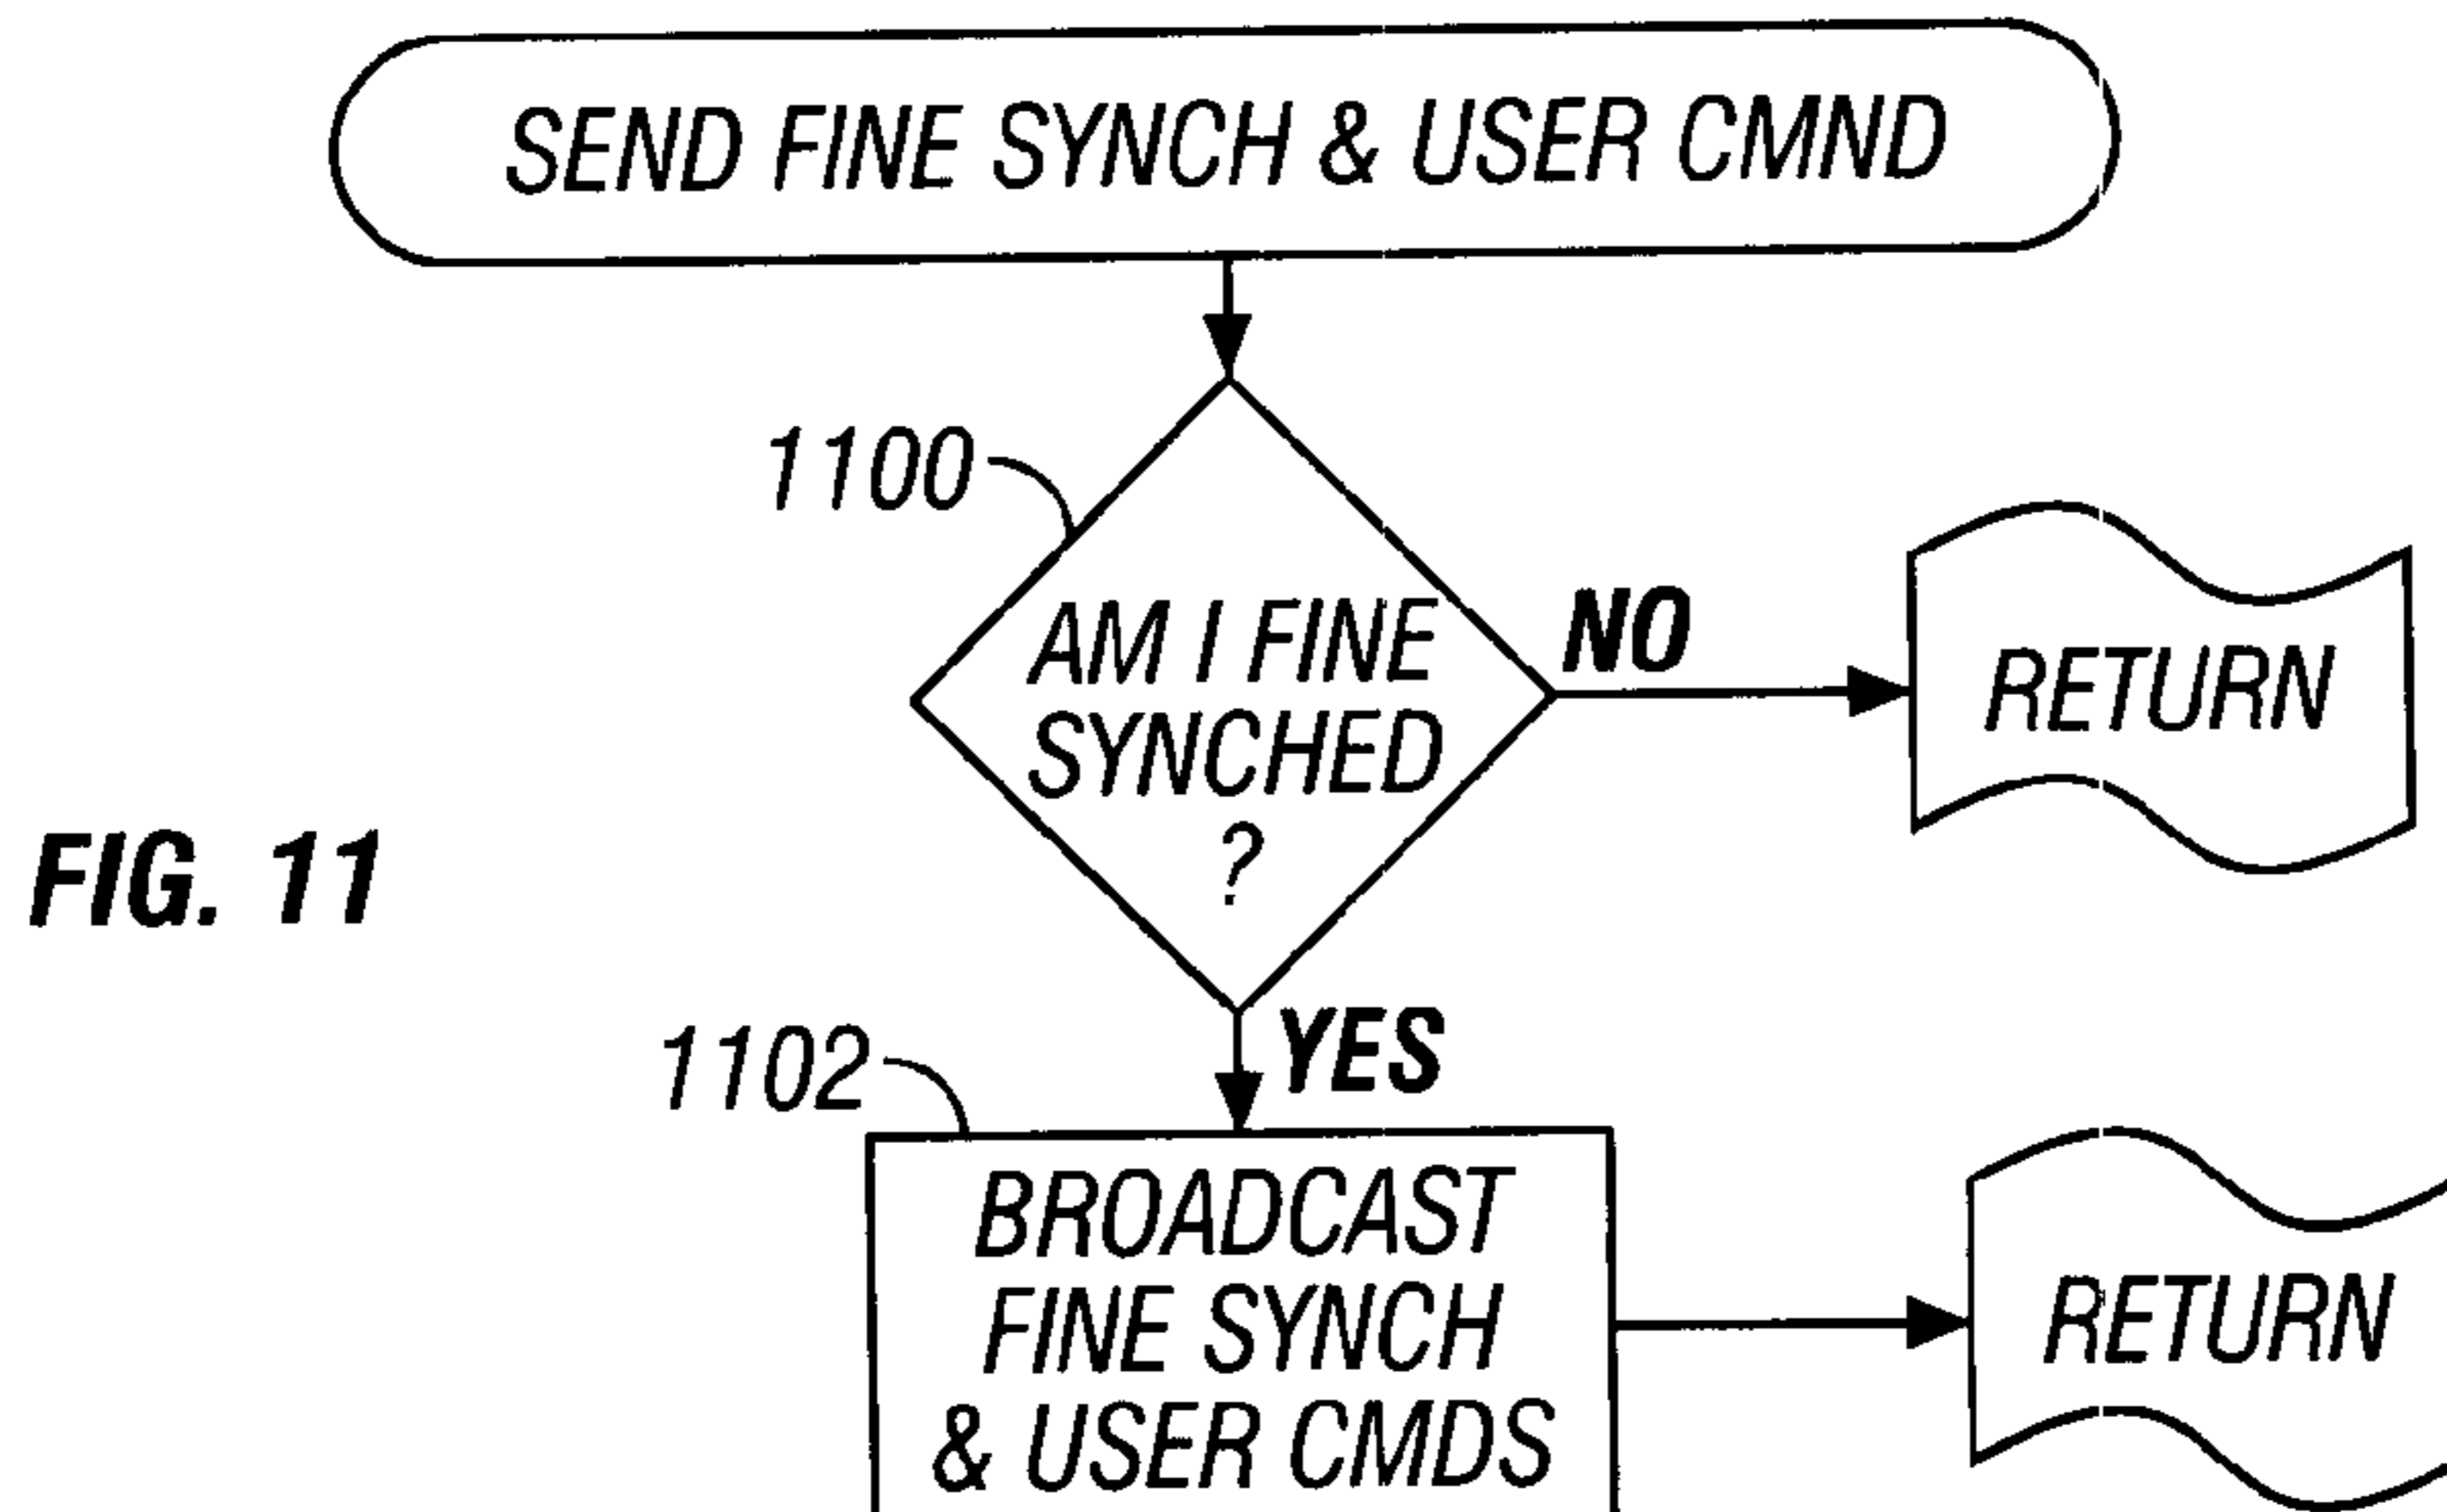 SEND FINE SYNCH & USER CMND
1100
AM I FINE
SYNCHED
?
NO
RETURN
FIG. 11
YES
1102
BROADCAST
FINE SYNCH
& USER CMDS
RETURN